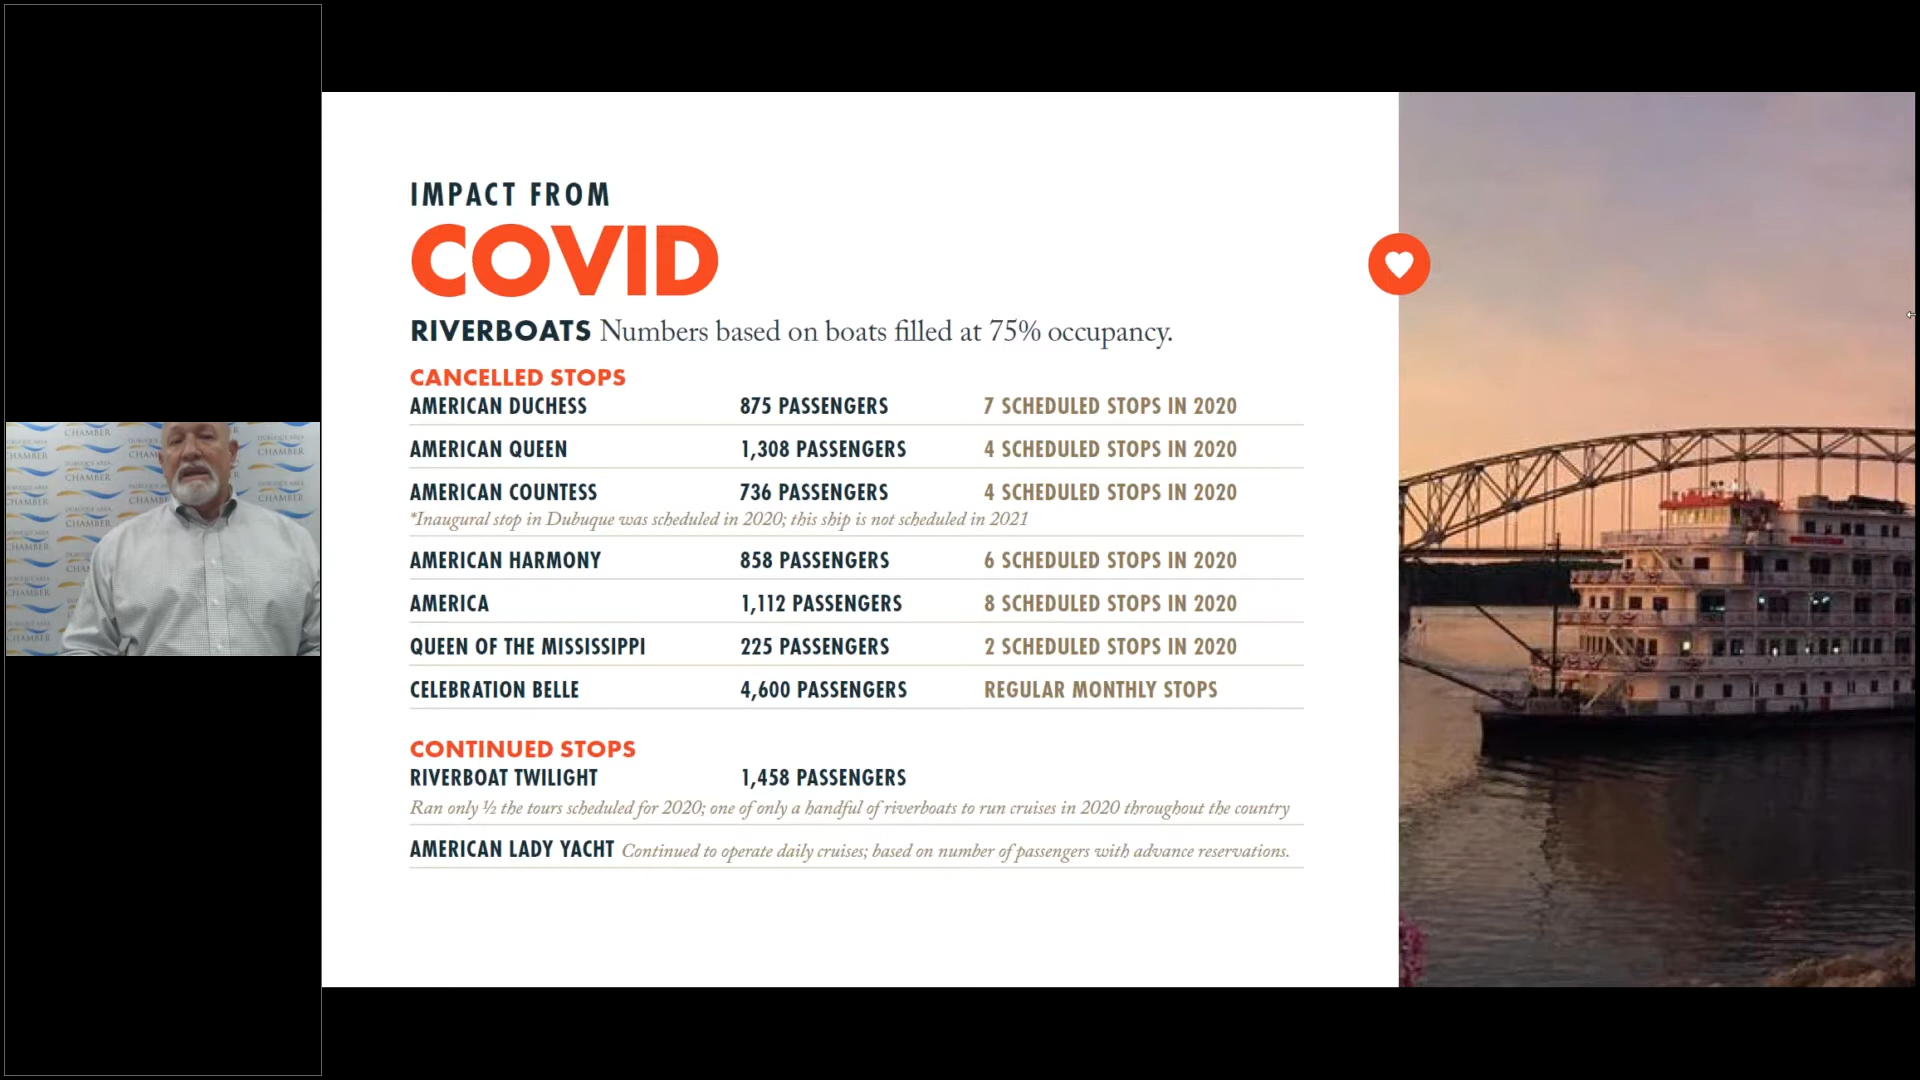 IMPACT FROM
COVID
RIVERBOATS Numbers based on boats filled at 75% occupancy.
CANCELLED STOPS
AMERICAN DUCHESS 875 PASSENGERS 7 SCHEDULED STOPS IN 2020
AMERICAN QUEEN 1,308 PASSENGERS 4 SCHEDULED STOPS IN 2020
AMERICAN COUNTESS 736 PASSENGERS 4 SCHEDULED STOPS IN 2020
*Inaugural stop in Dubuque was scheduled in 2020; this ship is not scheduled in 2021
AMERICAN HARMONY 858 PASSENGERS 6 SCHEDULED STOPS IN 2020
AMERICA 1,112 PASSENGERS 8 SCHEDULED STOPS IN 2020
QUEEN OF THE MISSISSIPPI 225 PASSENGERS 2 SCHEDULED STOPS IN 2020
CELEBRATION BELLE 4,600 PASSENGERS REGULAR MONTHLY STOPS
CONTINUED STOPS
RIVERBOAT TWILIGHT 1,458 PASSENGERS
Ran only ½ the tours scheduled for 2020; one of only a handful of riverboats to run cruises in 2020 throughout the country
AMERICAN LADY YACHT Continued to operate daily cruises; based on number of passengers with advance reservations.
DUBUQUE AREA
CHAMBER